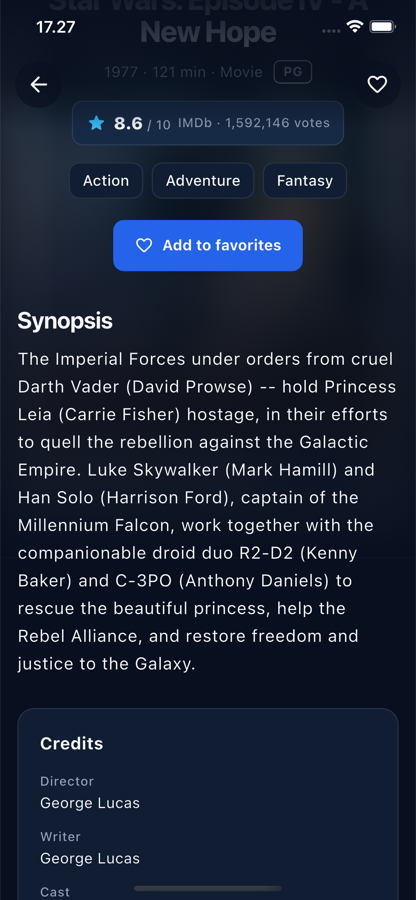 17.27
Star Wars: Episode IV - A
New Hope
1977 · 121 min · Movie PG
8.6 / 10 IMDb · 1,592,146 votes
Action Adventure Fantasy
Add to favorites
Synopsis
The Imperial Forces under orders from cruel
Darth Vader (David Prowse) -- hold Princess
Leia (Carrie Fisher) hostage, in their efforts
to quell the rebellion against the Galactic
Empire. Luke Skywalker (Mark Hamill) and
Han Solo (Harrison Ford), captain of the
Millennium Falcon, work together with the
companionable droid duo R2-D2 (Kenny
Baker) and C-3PO (Anthony Daniels) to
rescue the beautiful princess, help the
Rebel Alliance, and restore freedom and
justice to the Galaxy.
Credits
Director
George Lucas
Writer
George Lucas
Cast